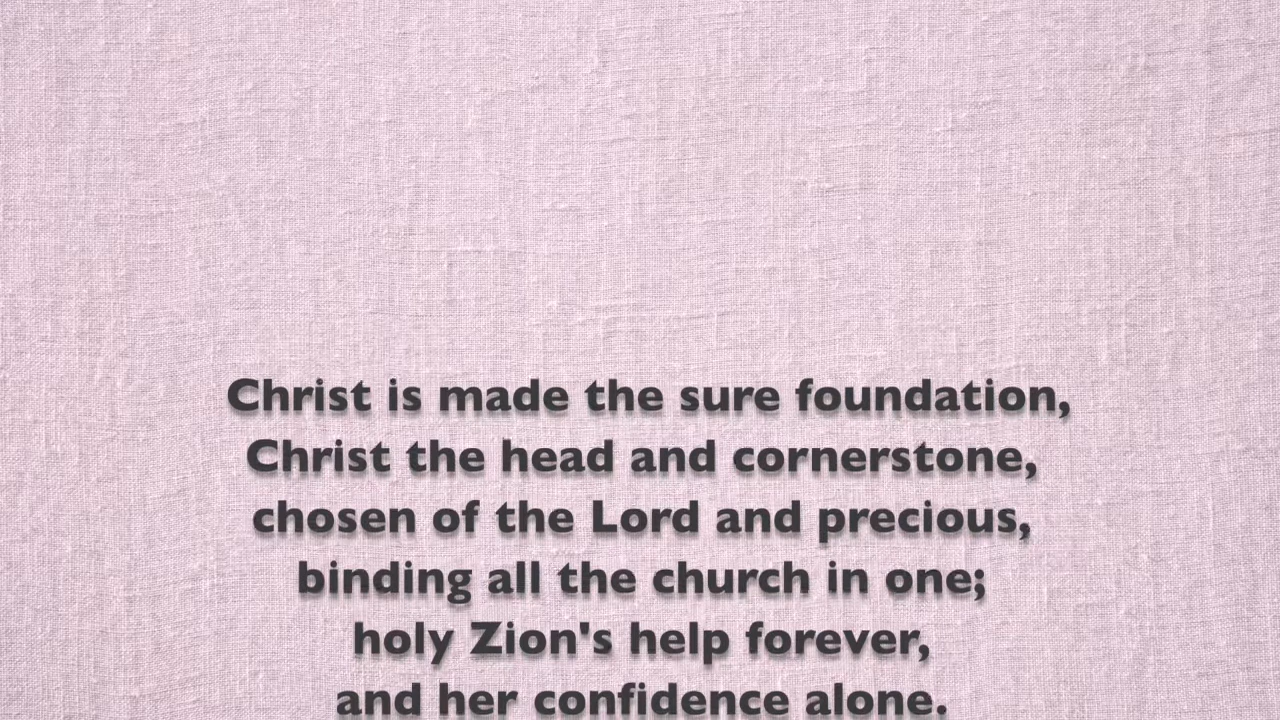 Christ is made the sure foundation,
Christ the head and cornerstone,
chosen of the Lord and precious,
binding all the church in one;
holy Zion's help forever,
and her confidence alone.